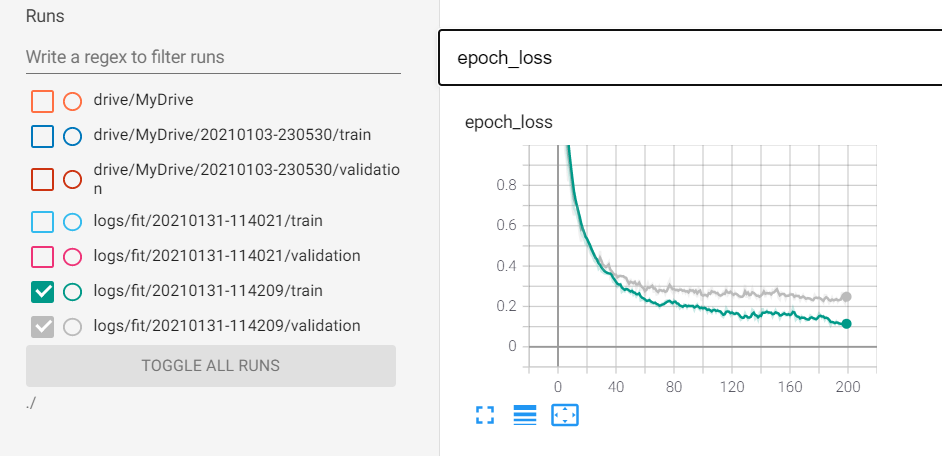 Runs
Write a regex to filter runs
drive/MyDrive
drive/MyDrive/20210103-230530/train
drive/MyDrive/20210103-230530/validatio
n
logs/fit/20210131-114021/train
logs/fit/20210131-114021/validation
logs/fit/20210131-114209/train
logs/fit/20210131-114209/validation
TOGGLE ALL RUNS
./
epoch_loss
epoch_loss
0.8
0.6
0.4
0.2
0
0 40 80 120 160 200